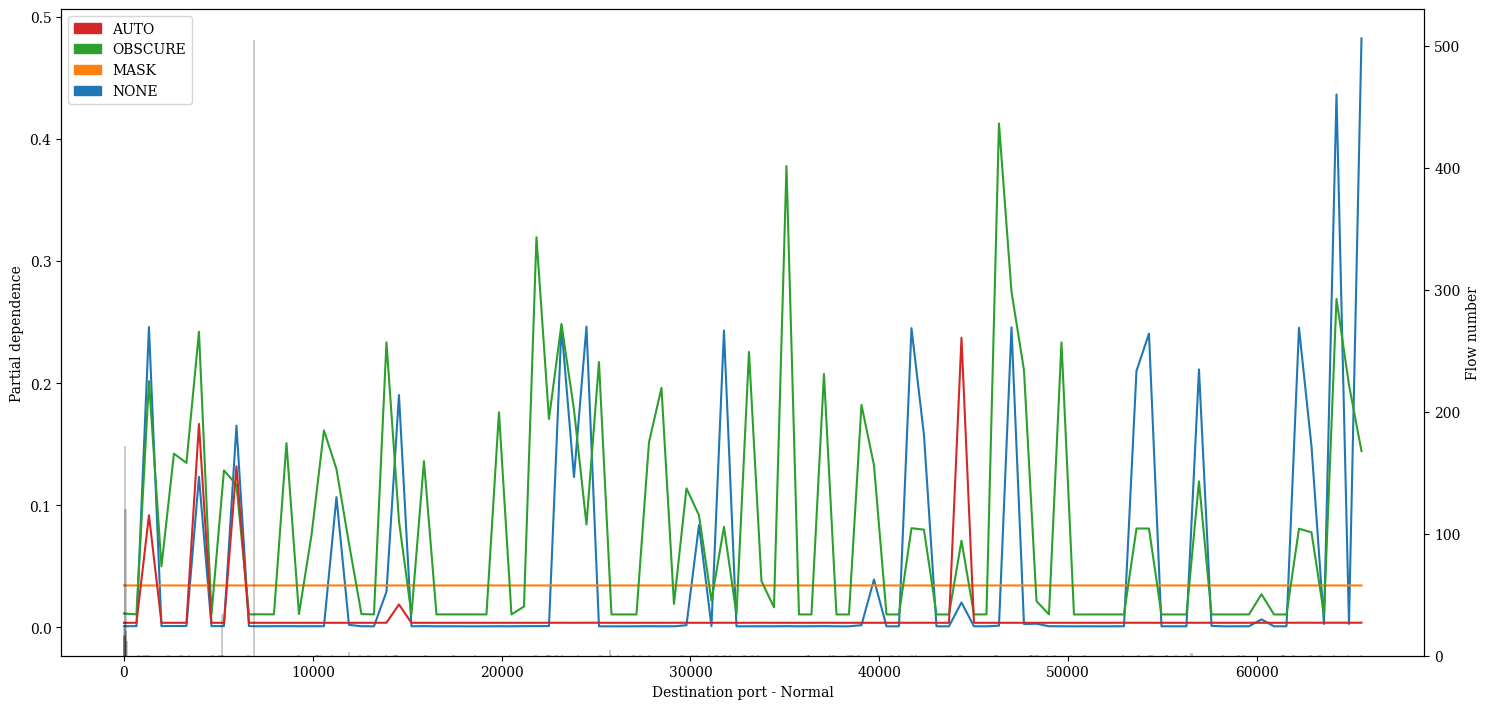 AUTO
OBSCURE
MASK
NONE
0.5
0.4
0.3
0.2
0.1
0.0
Partial dependence
500
400
300
200
100
0
Flow number
0
10000
20000
30000
40000
50000
60000
Destination port - Normal